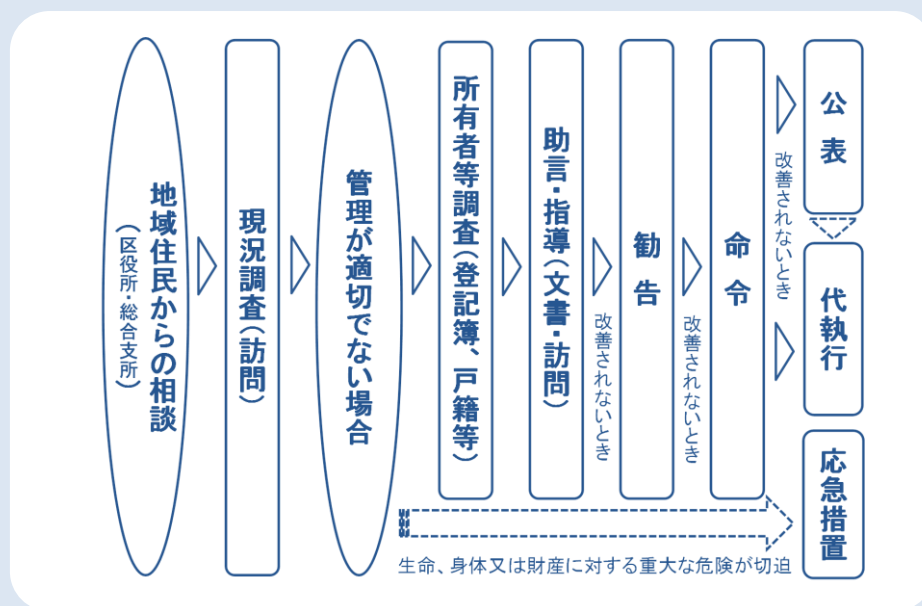 地域住民からの相談
（区役所・総合支所）
現況調査（訪問）
管理が適切でない場合
所有者等調査（登記簿、戸籍等）
助言・指導（文書・訪問）
改善されないとき
勧告
改善されないとき
命令
改善されないとき
公表
代執行
応急措置
生命、身体又は財産に対する重大な危険が切迫